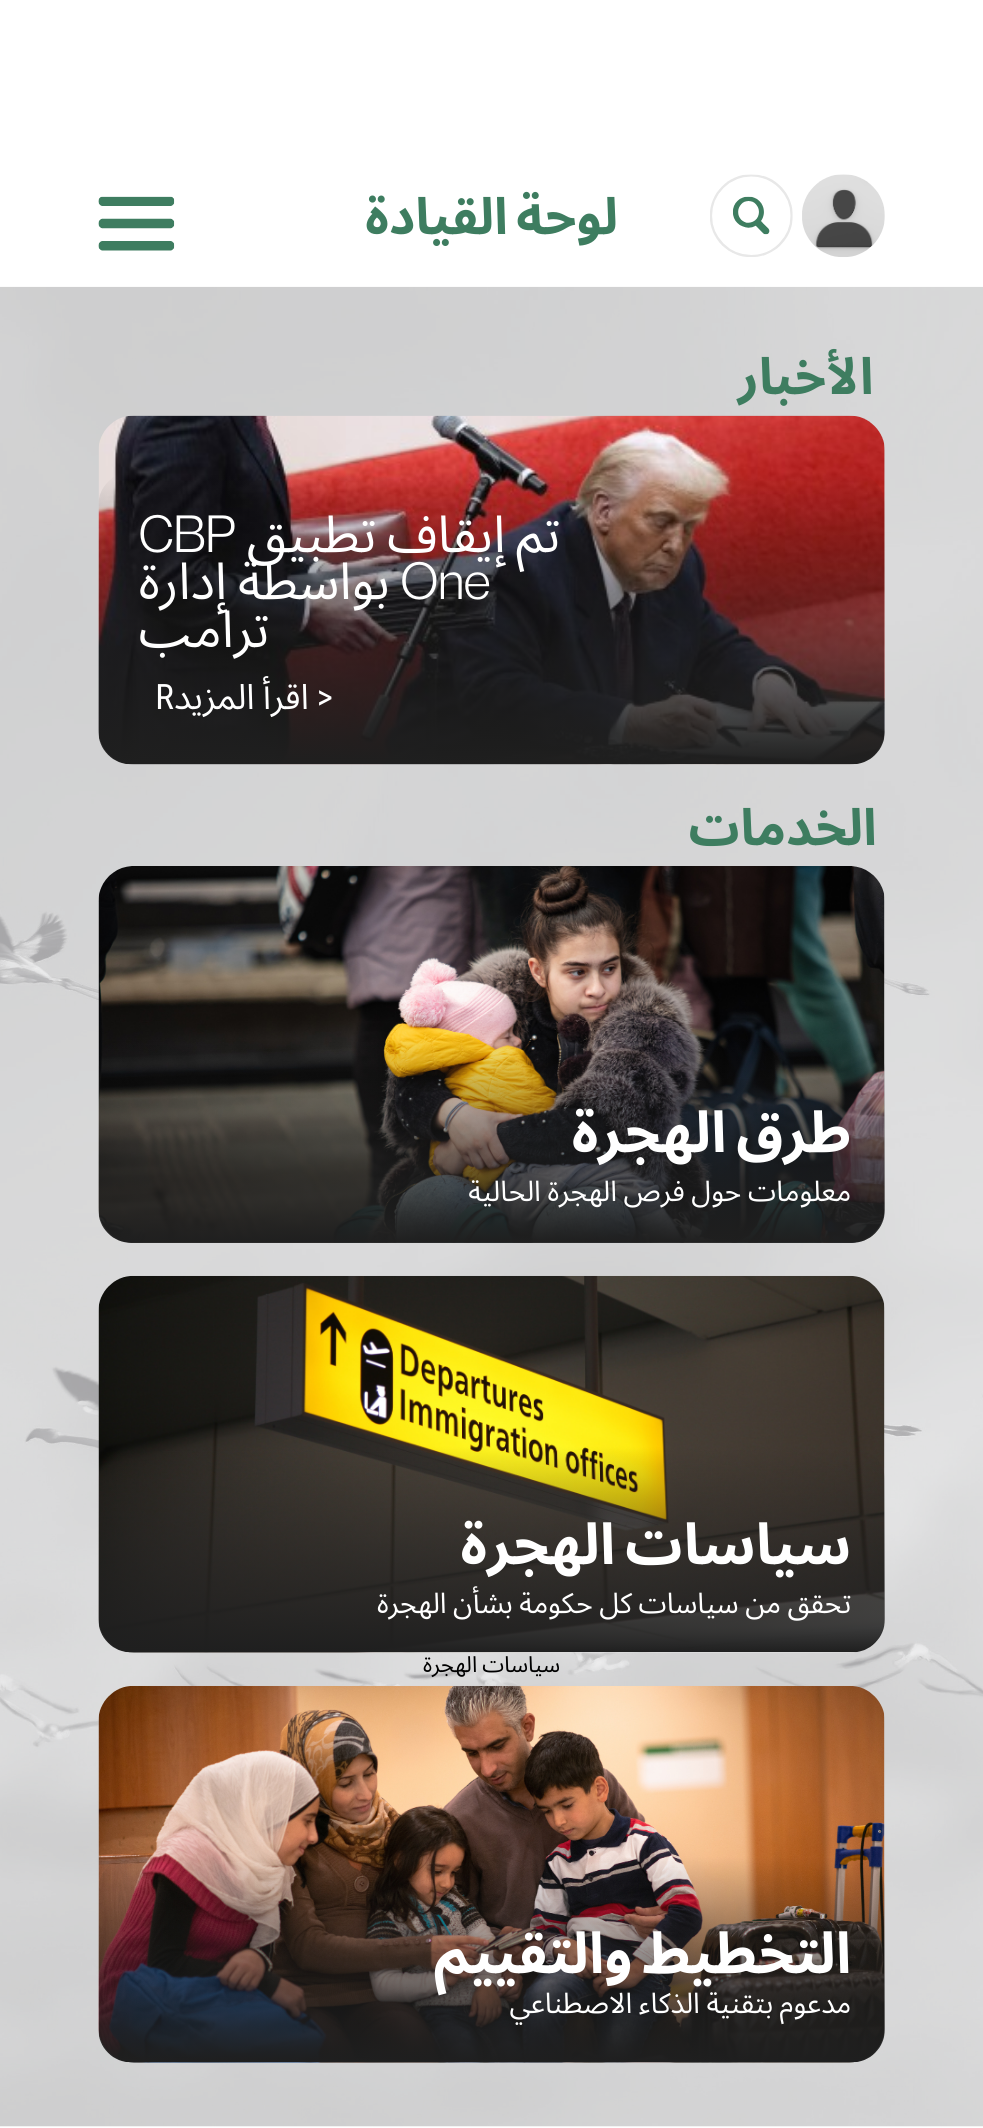 لوحة القيادة
الأخبار
تم إيقاف تطبيق CBP
One بواسطة إدارة
ترامب
R‎اقرأ المزيد >
الخدمات
طرق الهجرة
معلومات حول فرص الهجرة الحالية
Departures
Immigration offices
سياسات الهجرة
تحقق من سياسات كل حكومة بشأن الهجرة
سياسات الهجرة
التخطيط والتقييم
مدعوم بتقنية الذكاء الاصطناعي